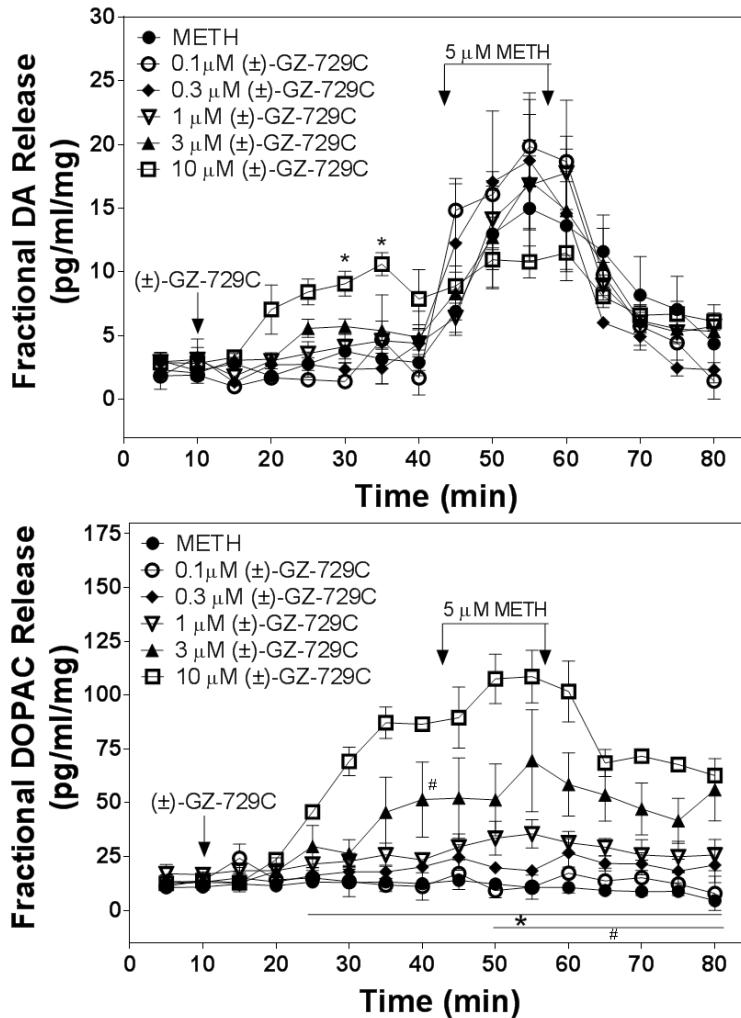 Fractional DA Release
(pg/ml/mg)
30
25
20
15
10
5
0
METH
0.1μM (±)-GZ-729C
0.3 μM (±)-GZ-729C
1 μM (±)-GZ-729C
3 μM (±)-GZ-729C
10 μM (±)-GZ-729C
5 μM METH
(±)-GZ-729C
*
*
0 10 20 30 40 50 60 70 80
Time (min)
Fractional DOPAC Release
(pg/ml/mg)
175
150
125
100
75
50
25
0
METH
0.1μM (±)-GZ-729C
0.3 μM (±)-GZ-729C
1 μM (±)-GZ-729C
3 μM (±)-GZ-729C
10 μM (±)-GZ-729C
5 μM METH
(±)-GZ-729C
#
*
#
0 10 20 30 40 50 60 70 80
Time (min)